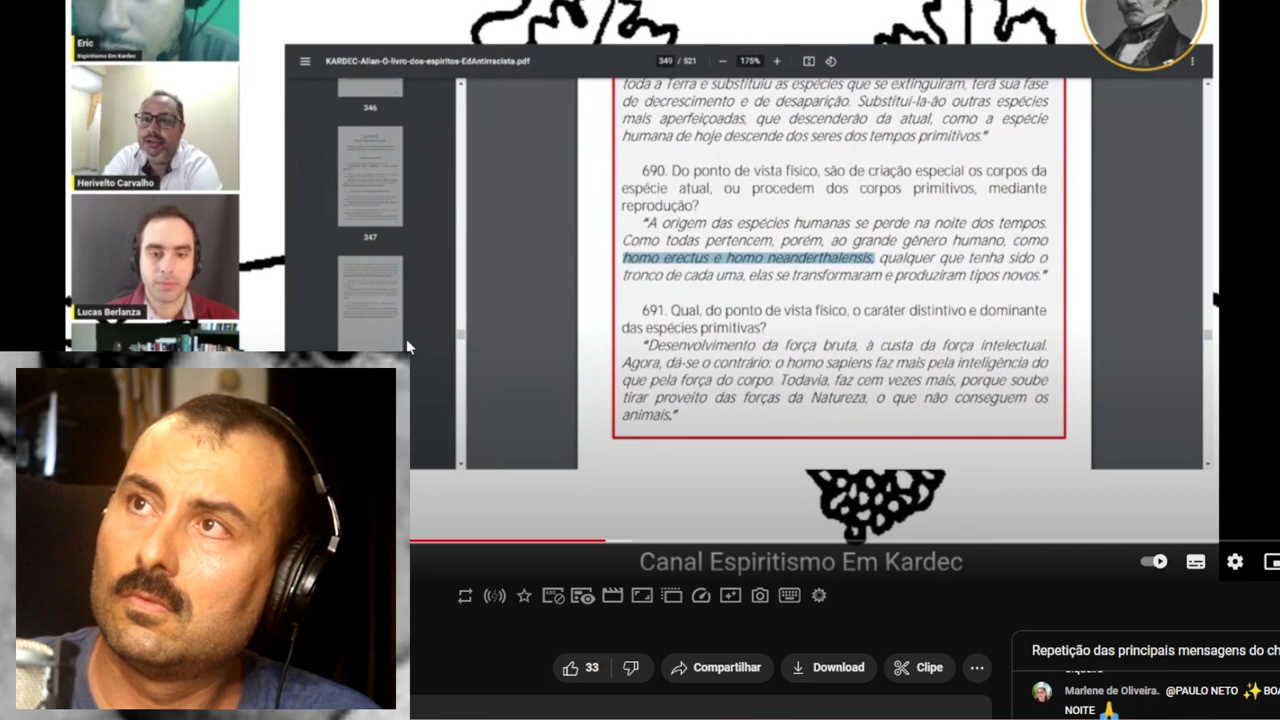 Eric
Espiritismo Em Kardec
Herivelto Carvalho
Lucas Berlanza
KARDEC-Allan-O-livro-dos-espiritos-EdAntirracista.pdf
349 / 521
175%
346
347
toda a Terra e substituiu as espécies que se extinguiram, terá sua fase
de decrescimento e de desaparição. Substituí-la-ão outras espécies
mais aperfeiçoadas, que descenderão da atual, como a espécie
humana de hoje descende dos seres dos tempos primitivos."
690. Do ponto de vista físico, são de criação especial os corpos da
espécie atual, ou procedem dos corpos primitivos, mediante
reprodução?
"A origem das espécies humanas se perde na noite dos tempos.
Como todas pertencem, porém, ao grande gênero humano, como
homo erectus e homo neanderthalensis, qualquer que tenha sido o
tronco de cada uma, elas se transformaram e produziram tipos novos."
691. Qual, do ponto de vista físico, o caráter distintivo e dominante
das espécies primitivas?
"Desenvolvimento da força bruta, à custa da força intelectual.
Agora, dá-se o contrário: o homo sapiens faz mais pela inteligência do
que pela força do corpo. Todavia, faz cem vezes mais, porque soube
tirar proveito das forças da Natureza, o que não conseguem os
animais."
Canal Espiritismo Em Kardec
33
Compartilhar
Download
Clipe
Repetição das principais mensagens do ch
Marlene de Oliveira. @PAULO NETO ✨BOA
NOITE 🙏